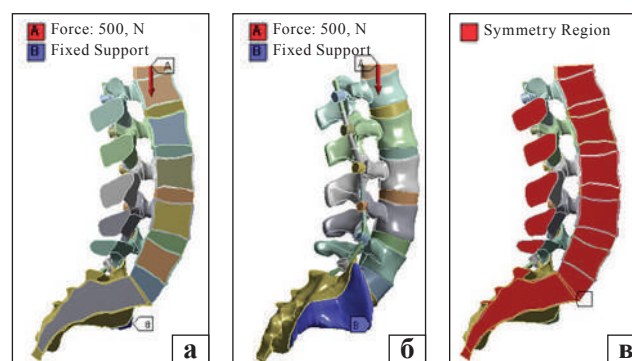 A Force: 500, N
B Fixed Support
A
B
а
A Force: 500, N
B Fixed Support
A
B
б
Symmetry Region
в